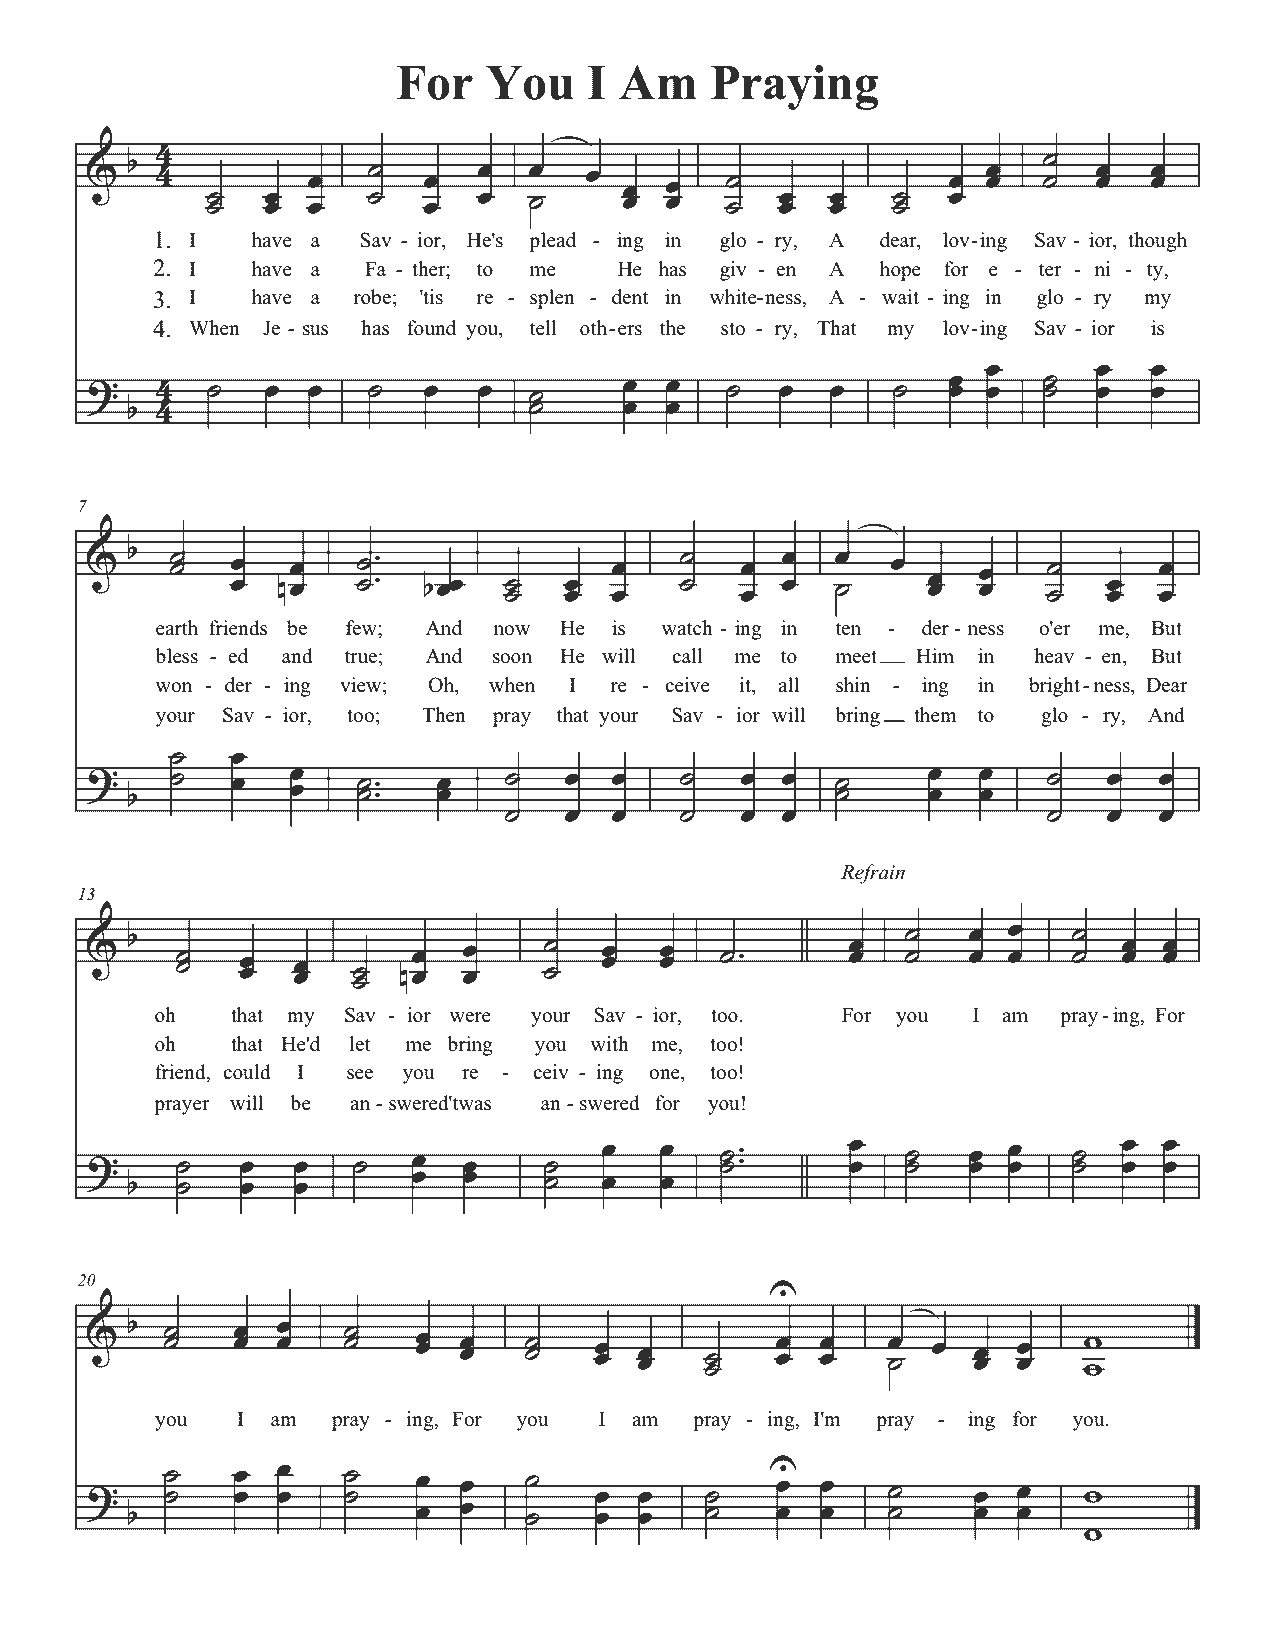 For You I Am Praying
1. I have a Sav - ior, He's plead - ing in glo - ry, A dear, lov-ing Sav - ior, though
2. I have a Fa - ther; to me He has giv - en A hope for e - ter - ni - ty,
3. I have a robe; 'tis re - splen - dent in white-ness, A - wait - ing in glo - ry my
4. When Je - sus has found you, tell oth-ers the sto - ry, That my lov-ing Sav - ior is
7
earth friends be few; And now He is watch - ing in ten - der - ness o'er me, But
bless - ed and true; And soon He will call me to meet Him in heav - en, But
won - der - ing view; Oh, when I re - ceive it, all shin - ing in bright-ness, Dear
your Sav - ior, too; Then pray that your Sav - ior will bring them to glo - ry, And
Refrain
13
oh that my Sav - ior were your Sav - ior, too. For you I am pray-ing, For
oh that He'd let me bring you with me, too!
friend, could I see you re - ceiv - ing one, too!
prayer will be an - swered'twas an - swered for you!
20
you I am pray - ing, For you I am pray - ing, I'm pray - ing for you.